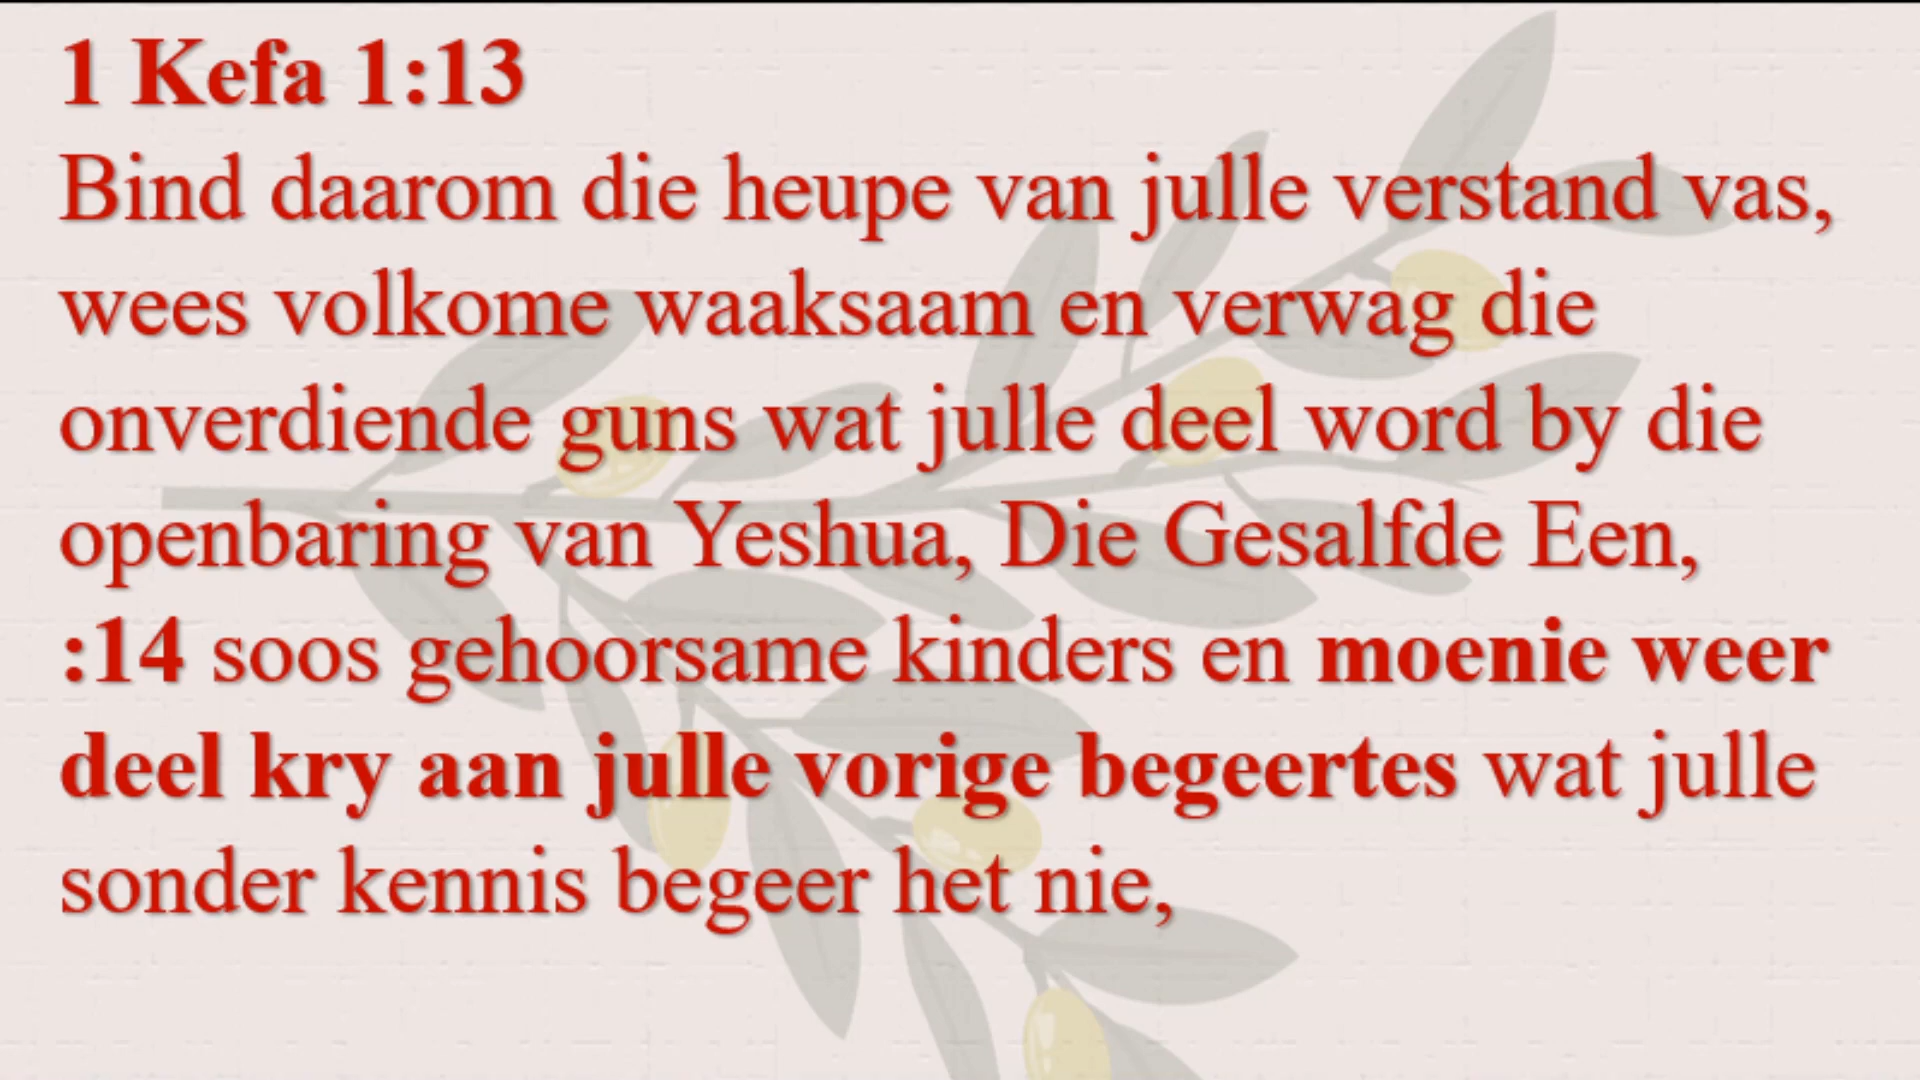 1 Kefa 1:13
Bind daarom die heupe van julle verstand vas,
wees volkome waaksaam en verwag die
onverdiende guns wat julle deel word by die
openbaring van Yeshua, Die Gesalfde Een,
:14 soos gehoorsame kinders en moenie weer
deel kry aan julle vorige begeertes wat julle
sonder kennis begeer het nie,